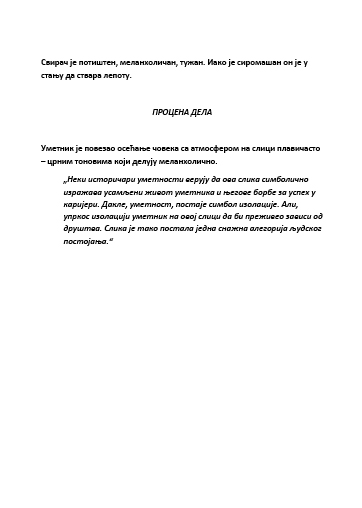 Свирач је потиштен, меланхоличан, тужан. Иако је сиромашан он је у
стању да ствара лепоту.
ПРОЦЕНА ДЕЛА
Уметник је повезао осећање човека са атмосфером на слици плавичасто
– црним тоновима који делују меланхолично.
„Неки историчари уметности верују да ова слика симболично
изражава усамљени живот уметника и његове борбе за успех у
каријери. Дакле, уметност, постаје симбол изолације. Али,
упркос изолацији уметник на овој слици да би преживео зависи од
друштва. Слика је тако постала једна снажна алегорија људског
постојања.“